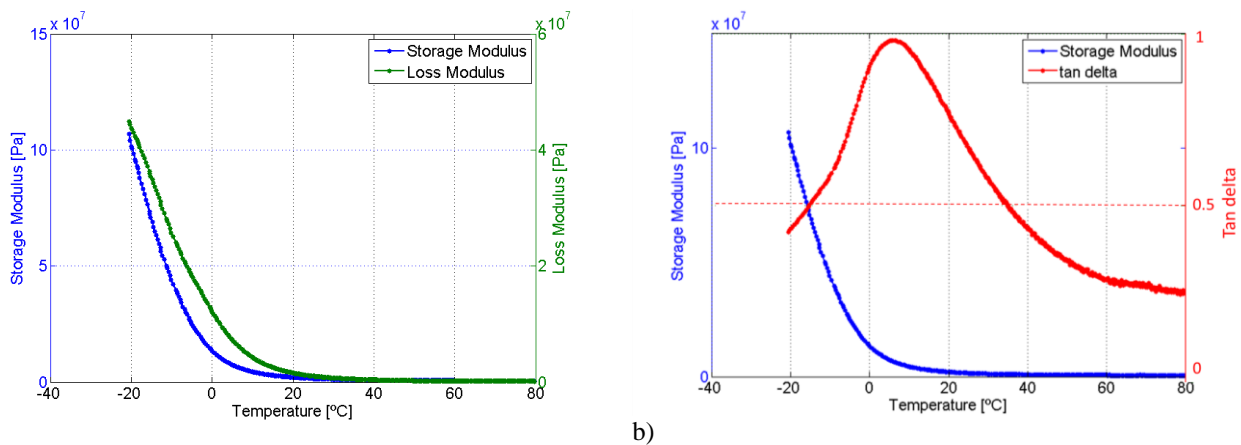 x 10^7
x 10^7
15
10
5
0
Storage Modulus [Pa]
6
4
2
0
Loss Modulus [Pa]
Storage Modulus
Loss Modulus
-40 -20 0 20 40 60 80
Temperature [ºC]
b)
x 10^7
10
0
Storage Modulus [Pa]
1
0.5
0
Tan delta
Storage Modulus
tan delta
-40 -20 0 20 40 60 80
Temperature [ºC]